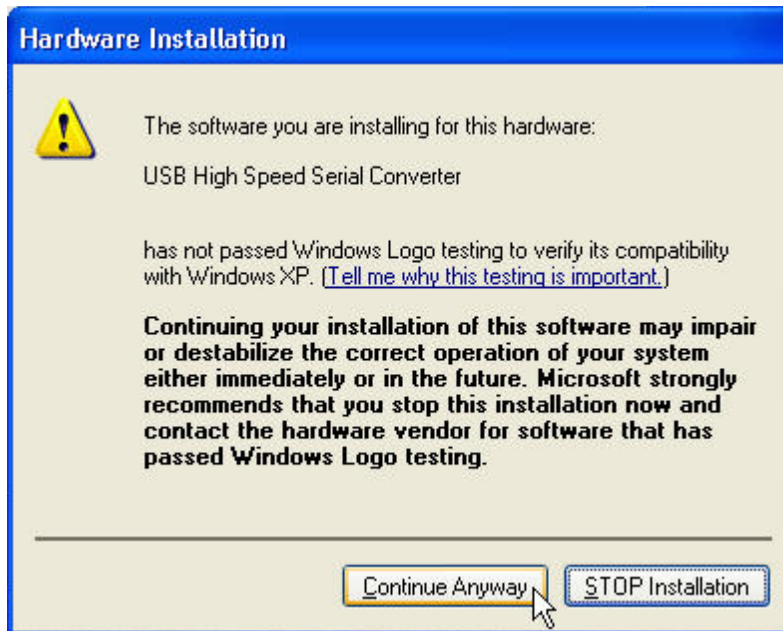 Hardware Installation
The software you are installing for this hardware:
USB High Speed Serial Converter
has not passed Windows Logo testing to verify its compatibility
with Windows XP. (Tell me why this testing is important.)
Continuing your installation of this software may impair
or destabilize the correct operation of your system
either immediately or in the future. Microsoft strongly
recommends that you stop this installation now and
contact the hardware vendor for software that has
passed Windows Logo testing.
Continue Anyway
STOP Installation